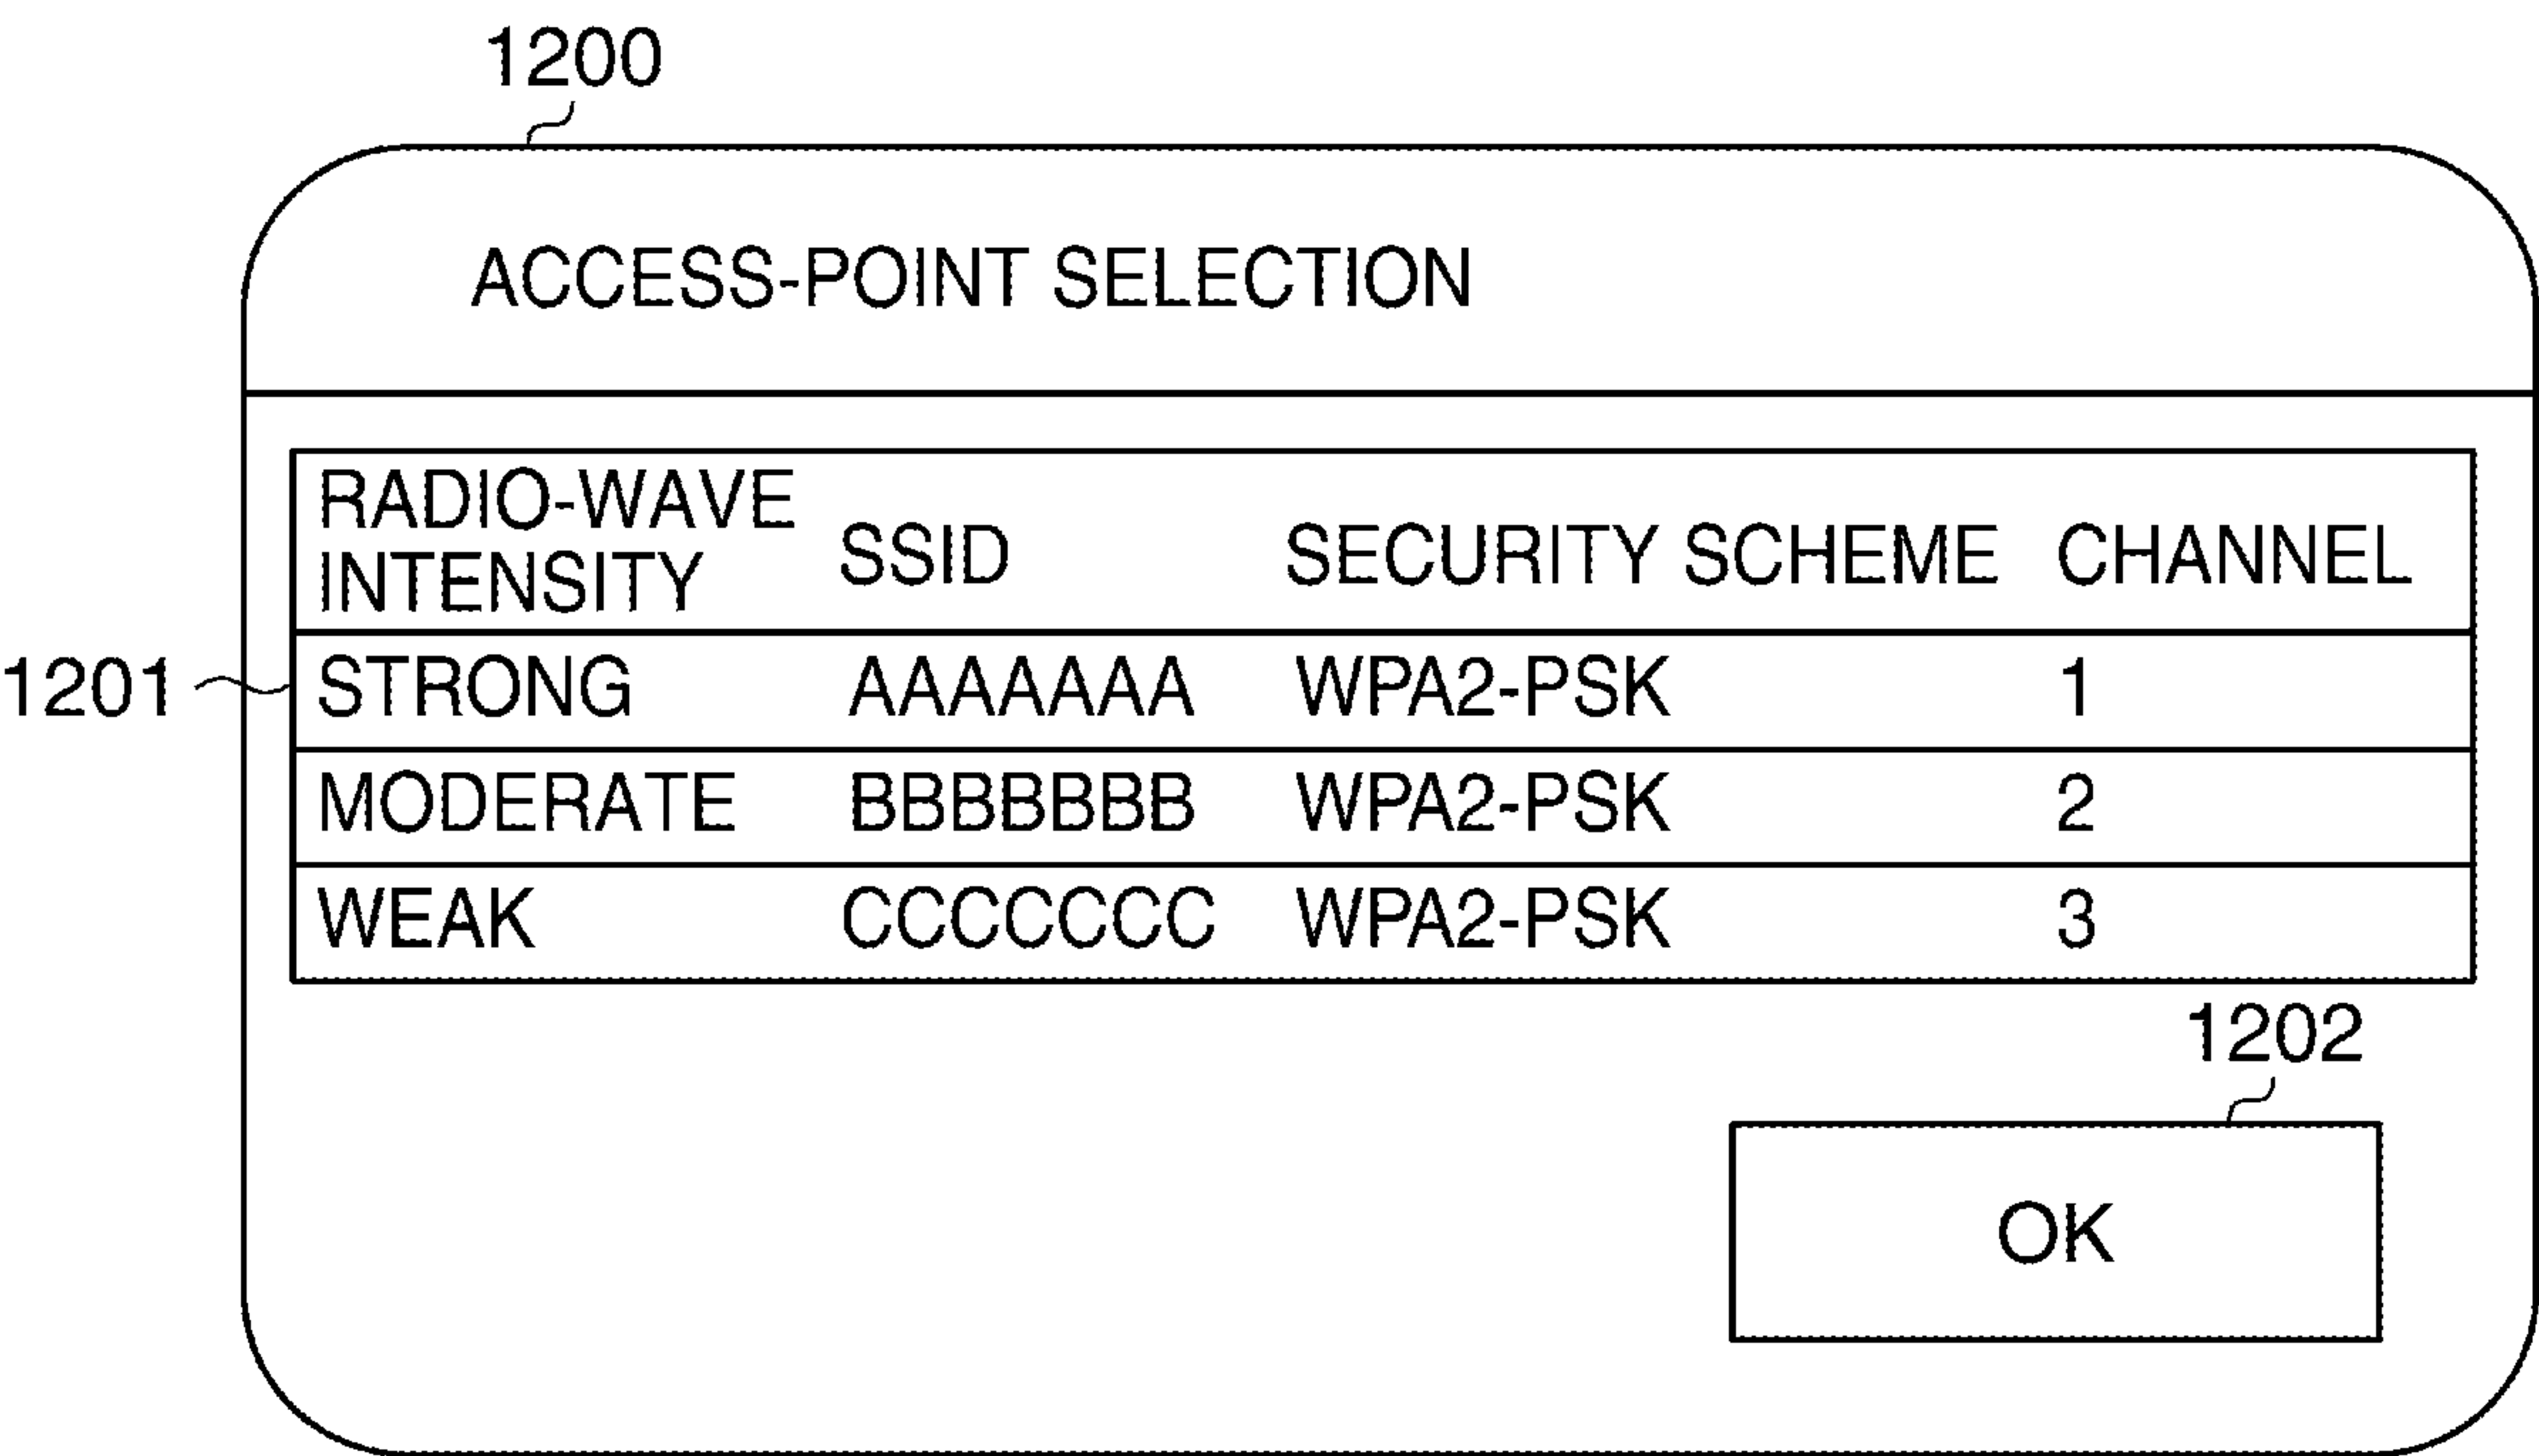 1200
ACCESS-POINT SELECTION
RADIO-WAVE INTENSITY SSID SECURITY SCHEME CHANNEL
1201 STRONG AAAAAAA WPA2-PSK 1
MODERATE BBBBBBB WPA2-PSK 2
WEAK CCCCCCC WPA2-PSK 3
1202
OK